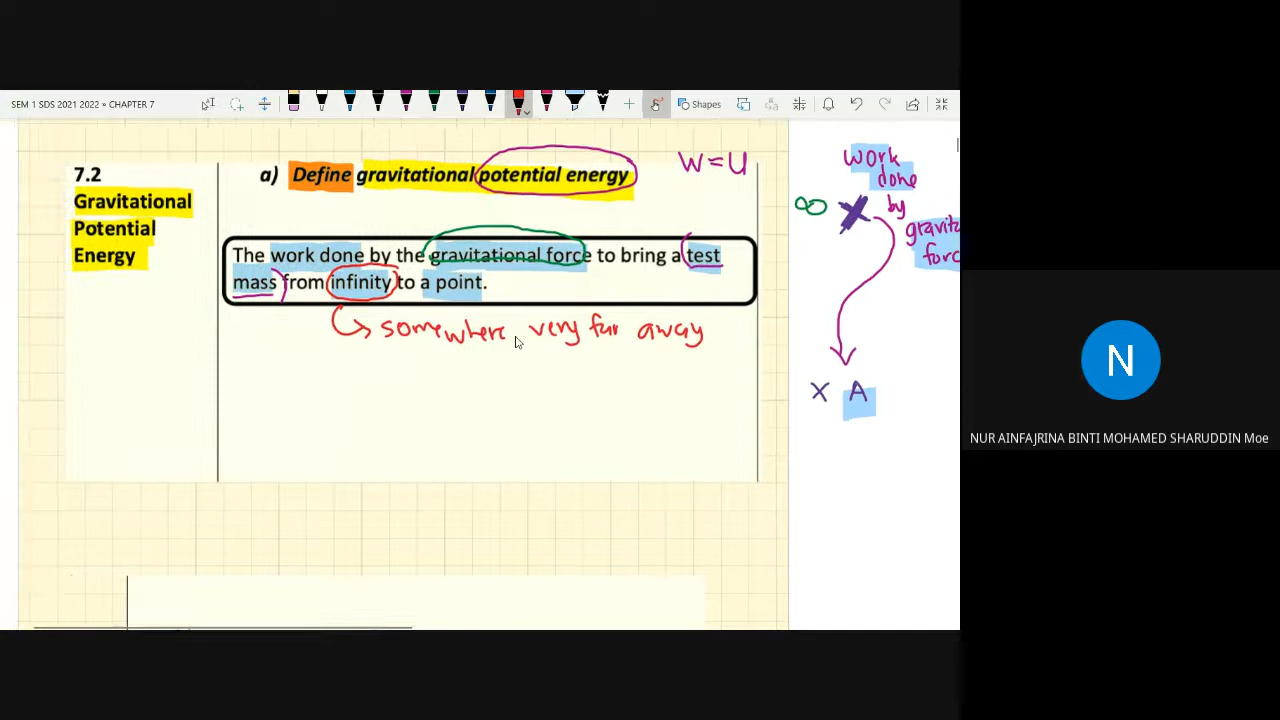 SEM 1 SDS 2021 2022 » CHAPTER 7
Shapes
7.2
Gravitational
Potential
Energy
a) Define gravitational potential energy
W = U
The work done by the gravitational force to bring a test
mass from infinity to a point.
somewhere very far away
work
done
by
∞ X
gravita
force
X A
N
NUR AINFAJRINA BINTI MOHAMED SHARUDDIN Moe